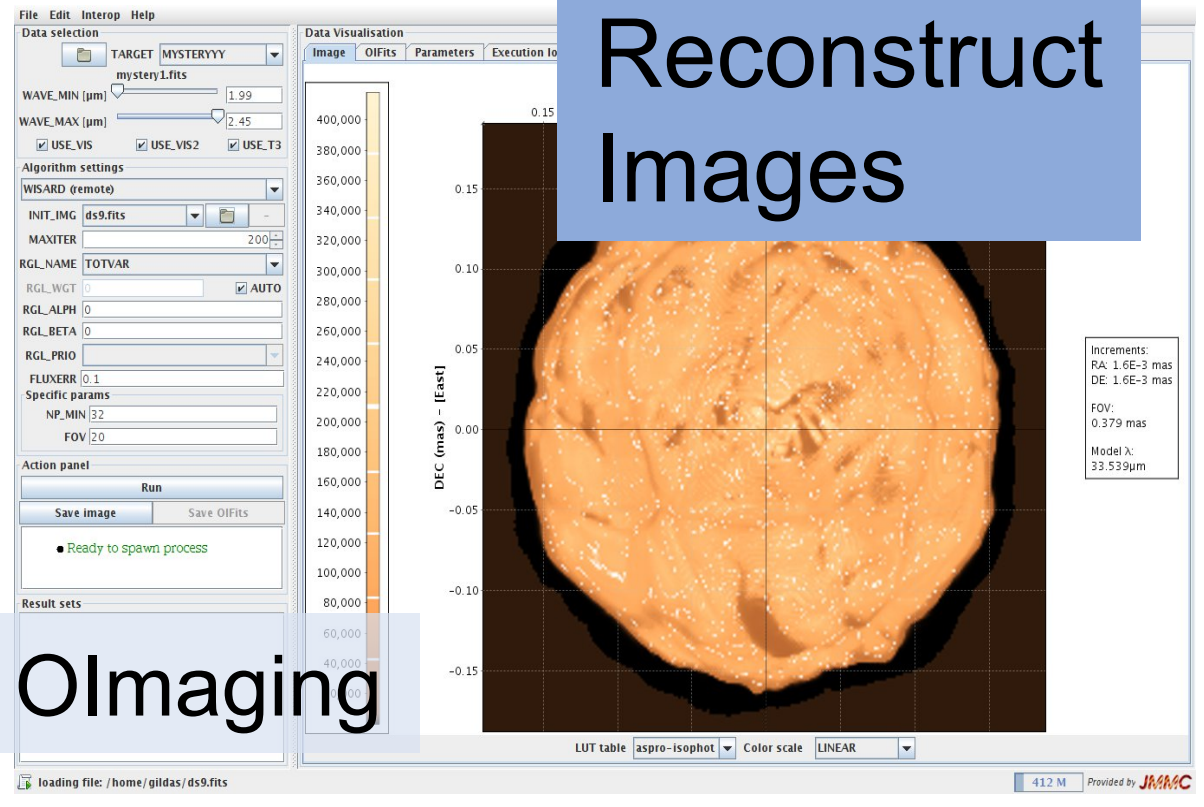 File Edit Interop Help
Data selection
TARGET MYSTERYYY
mystery1.fits
WAVE_MIN [µm] 1.99
WAVE_MAX [µm] 2.45
USE_VIS USE_VIS2 USE_T3
Algorithm settings
WISARD (remote)
INIT_IMG ds9.fits -
MAXITER 200
RGL_NAME TOTVAR
RGL_WGT 0 AUTO
RGL_ALPH 0
RGL_BETA 0
RGL_PRIO
FLUXERR 0.1
Specific params
NP_MIN 32
FOV 20
Action panel
Run
Save image Save OIFits
Ready to spawn process
Result sets
OImaging
Data Visualisation
Image OIFits Parameters Execution lo
Reconstruct
Images
400,000
380,000
360,000
340,000
320,000
300,000
280,000
260,000
240,000
220,000
200,000
180,000
160,000
140,000
120,000
100,000
80,000
60,000
40,000
0.15
0.15
0.10
0.05
0.00
-0.05
-0.10
-0.15
DEC (mas) - [East]
Increments:
RA: 1.6E-3 mas
DE: 1.6E-3 mas
FOV:
0.379 mas
Model λ:
33.539µm
LUT table aspro-isophot Color scale LINEAR
loading file: /home/gildas/ds9.fits
412 M Provided by JMMC